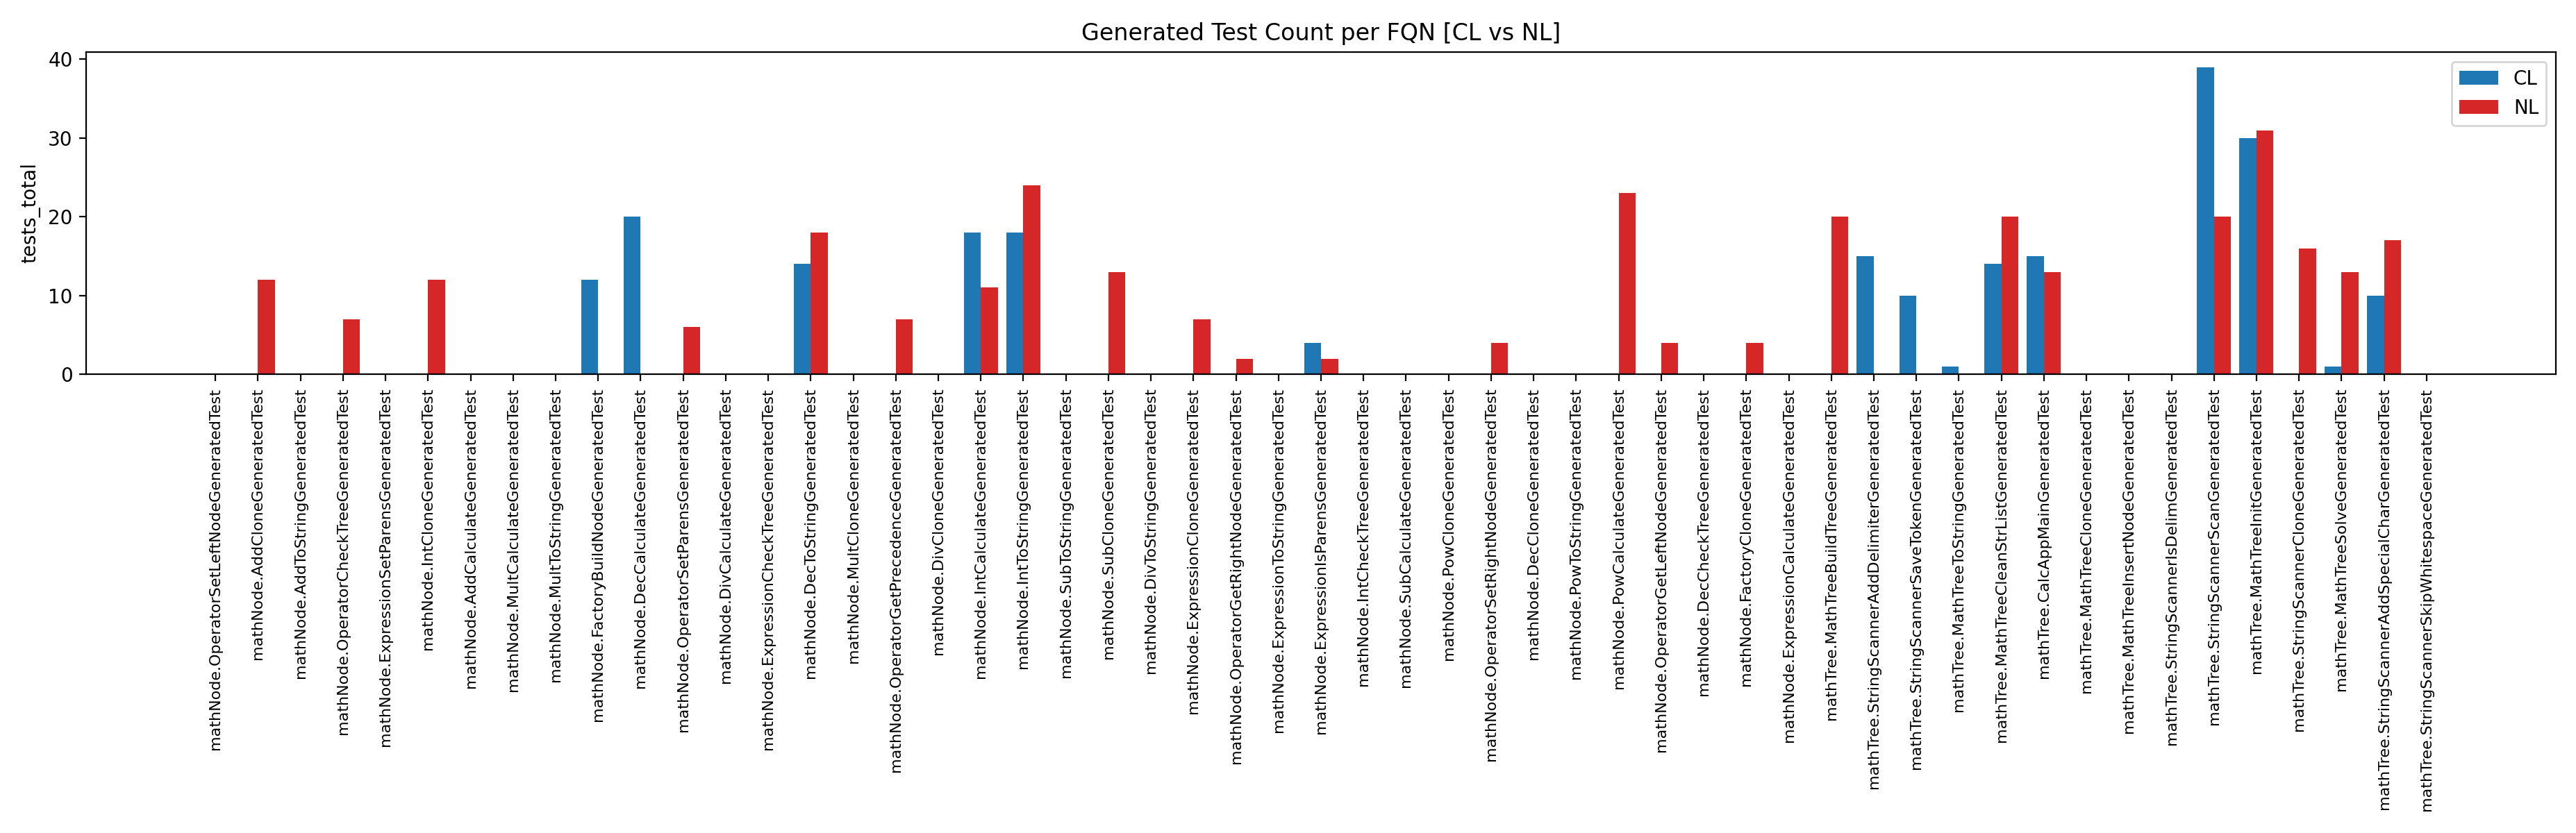 Generated Test Count per FQN [CL vs NL]
tests_total
40
30
20
10
0
CL
NL
mathNode.OperatorSetLeftNodeGeneratedTest
mathNode.AddCloneGeneratedTest
mathNode.AddToStringGeneratedTest
mathNode.OperatorCheckTreeGeneratedTest
mathNode.ExpressionSetParensGeneratedTest
mathNode.IntCloneGeneratedTest
mathNode.AddCalculateGeneratedTest
mathNode.MultCalculateGeneratedTest
mathNode.MultToStringGeneratedTest
mathNode.FactoryBuildNodeGeneratedTest
mathNode.DecCalculateGeneratedTest
mathNode.OperatorSetParensGeneratedTest
mathNode.DivCalculateGeneratedTest
mathNode.ExpressionCheckTreeGeneratedTest
mathNode.DecToStringGeneratedTest
mathNode.MultCloneGeneratedTest
mathNode.OperatorGetPrecedenceGeneratedTest
mathNode.DivCloneGeneratedTest
mathNode.IntCalculateGeneratedTest
mathNode.IntToStringGeneratedTest
mathNode.SubToStringGeneratedTest
mathNode.SubCloneGeneratedTest
mathNode.DivToStringGeneratedTest
mathNode.ExpressionCloneGeneratedTest
mathNode.OperatorGetRightNodeGeneratedTest
mathNode.ExpressionToStringGeneratedTest
mathNode.ExpressionIsParensGeneratedTest
mathNode.IntCheckTreeGeneratedTest
mathNode.SubCalculateGeneratedTest
mathNode.PowCloneGeneratedTest
mathNode.OperatorSetRightNodeGeneratedTest
mathNode.DecCloneGeneratedTest
mathNode.PowToStringGeneratedTest
mathNode.PowCalculateGeneratedTest
mathNode.OperatorGetLeftNodeGeneratedTest
mathNode.DecCheckTreeGeneratedTest
mathNode.FactoryCloneGeneratedTest
mathNode.ExpressionCalculateGeneratedTest
mathTree.MathTreeBuildTreeGeneratedTest
mathTree.StringScannerAddDelimiterGeneratedTest
mathTree.StringScannerSaveTokenGeneratedTest
mathTree.MathTreeToStringGeneratedTest
mathTree.MathTreeCleanStrListGeneratedTest
mathTree.CalcAppMainGeneratedTest
mathTree.MathTreeCloneGeneratedTest
mathTree.MathTreeInsertNodeGeneratedTest
mathTree.StringScannerIsDelimGeneratedTest
mathTree.StringScannerScanGeneratedTest
mathTree.MathTreeInitGeneratedTest
mathTree.StringScannerCloneGeneratedTest
mathTree.MathTreeSolveGeneratedTest
mathTree.StringScannerAddSpecialCharGeneratedTest
mathTree.StringScannerSkipWhitespaceGeneratedTest